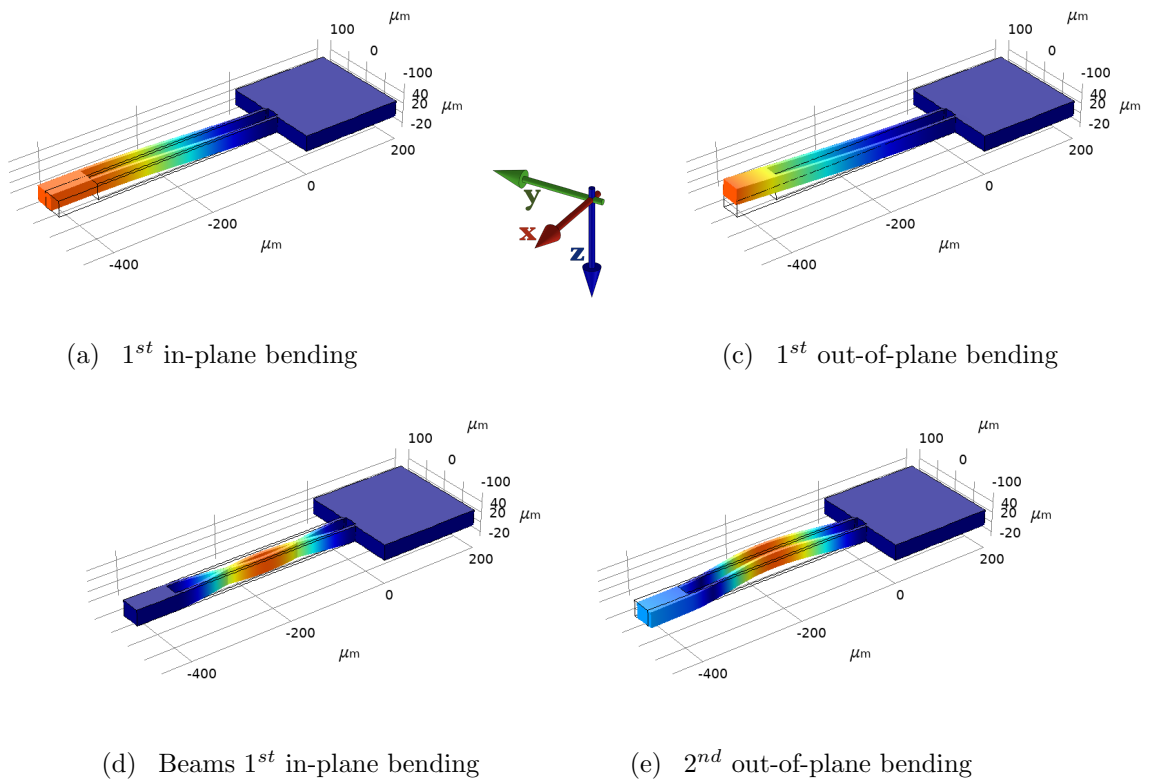 μm
100
0
-100
40
20
-20
μm
200
0
-200
μm
-400
y
x
z
μm
100
0
-100
40
20
-20
μm
200
0
-200
μm
-400
(a) 1st in-plane bending
(c) 1st out-of-plane bending
μm
100
0
-100
40
20
-20
μm
200
0
-200
μm
-400
μm
100
0
-100
40
20
-20
μm
200
0
-200
μm
-400
(d) Beams 1st in-plane bending
(e) 2nd out-of-plane bending